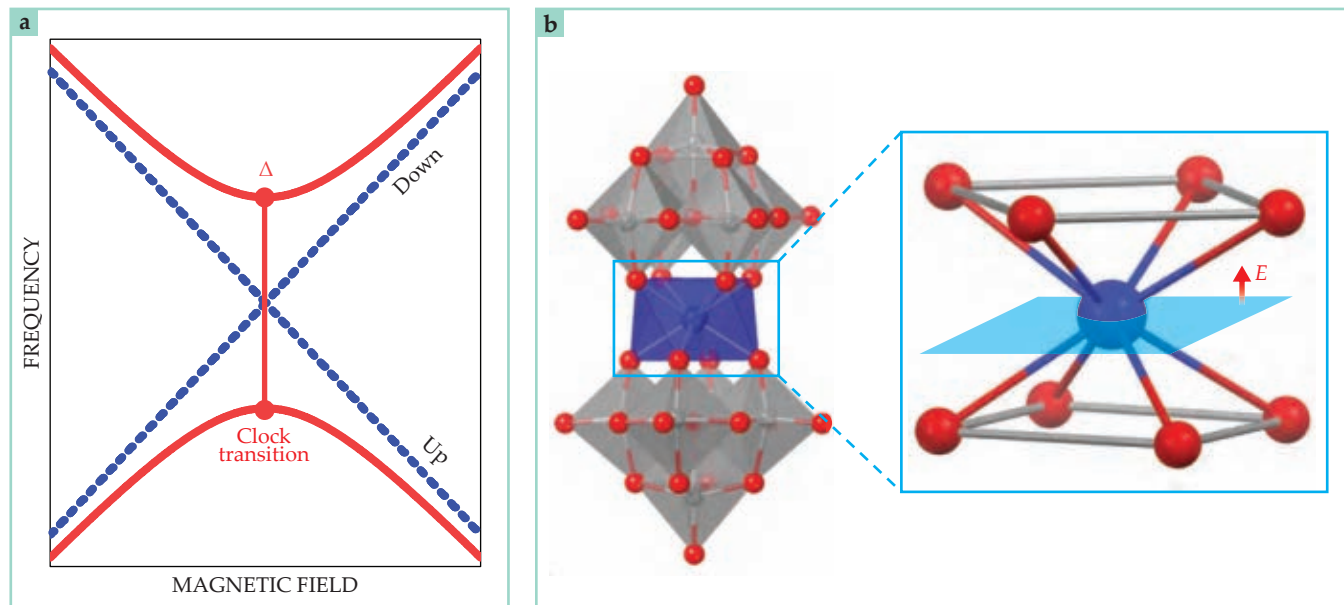 a
FREQUENCY
Δ
Down
Clock
transition
Up
MAGNETIC FIELD
b
E